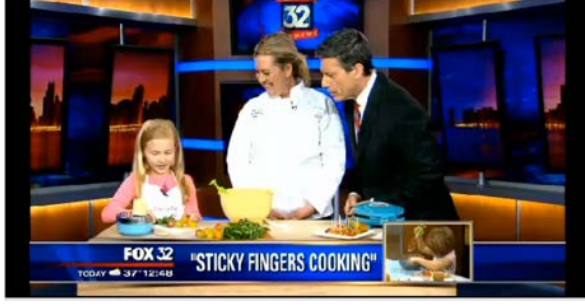 32
NEWS
FOX 32
TODAY 37° 12:48
"STICKY FINGERS COOKING"